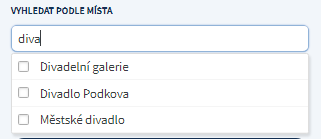 VYHLEDAT PODLE MÍSTA
diva
Divadelní galerie
Divadlo Podkova
Městské divadlo